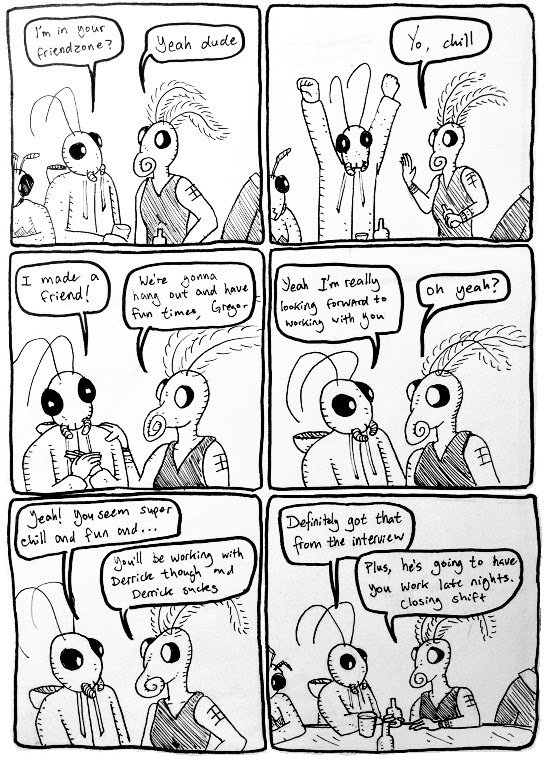 I'm in your
friendzone?
Yeah dude
Yo, chill
I made a
friend!
We're gonna
hang out and have
fun times, Gregor
Yeah I'm really
looking forward to
working with you
oh yeah?
Yeah! You seem super
chill and fun and...
You'll be working with
Derrick though and
Derrick sucks
Definitely got that
from the interview
Plus, he's going to have
you work late nights.
Closing shift